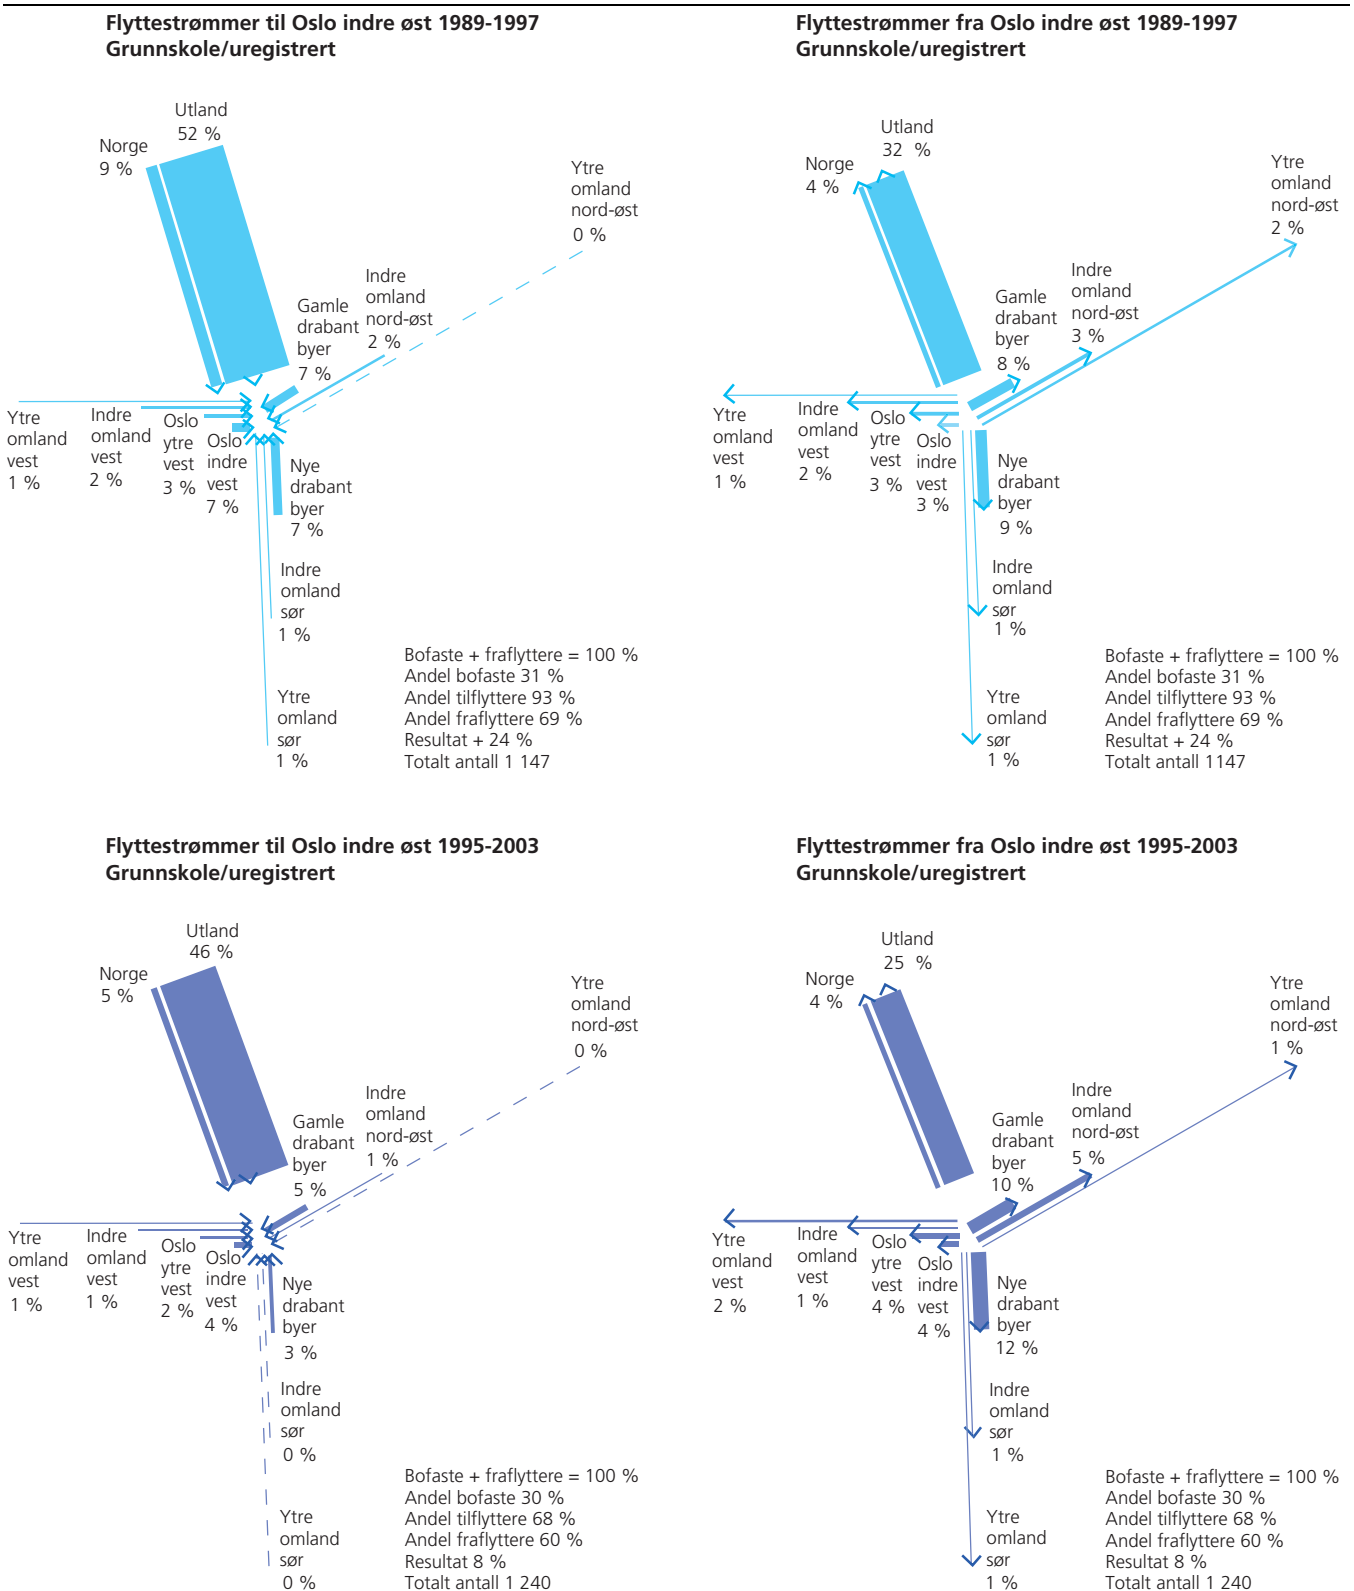 Flyttestrømmer til Oslo indre øst 1989-1997
Grunnskole/uregistrert
Utland
52 %
Norge
9 %
Ytre
omland
nord-øst
0 %
Indre
omland
nord-øst
2 %
Gamle
drabant
byer
7 %
Ytre
omland
vest
1 %
Indre
omland
vest
2 %
Oslo
ytre
vest
3 %
Oslo
indre
vest
7 %
Nye
drabant
byer
7 %
Indre
omland
sør
1 %
Ytre
omland
sør
1 %
Bofaste + fraflyttere = 100 %
Andel bofaste 31 %
Andel tilflyttere 93 %
Andel fraflyttere 69 %
Resultat + 24 %
Totalt antall 1 147
Flyttestrømmer fra Oslo indre øst 1989-1997
Grunnskole/uregistrert
Utland
32 %
Norge
4 %
Ytre
omland
nord-øst
2 %
Indre
omland
nord-øst
3 %
Gamle
drabant
byer
8 %
Ytre
omland
vest
1 %
Indre
omland
vest
2 %
Oslo
ytre
vest
3 %
Oslo
indre
vest
3 %
Nye
drabant
byer
9 %
Indre
omland
sør
1 %
Ytre
omland
sør
1 %
Bofaste + fraflyttere = 100 %
Andel bofaste 31 %
Andel tilflyttere 93 %
Andel fraflyttere 69 %
Resultat + 24 %
Totalt antall 1147
Flyttestrømmer til Oslo indre øst 1995-2003
Grunnskole/uregistrert
Utland
46 %
Norge
5 %
Ytre
omland
nord-øst
0 %
Indre
omland
nord-øst
1 %
Gamle
drabant
byer
5 %
Ytre
omland
vest
1 %
Indre
omland
vest
1 %
Oslo
ytre
vest
2 %
Oslo
indre
vest
4 %
Nye
drabant
byer
3 %
Indre
omland
sør
0 %
Ytre
omland
sør
0 %
Bofaste + fraflyttere = 100 %
Andel bofaste 30 %
Andel tilflyttere 68 %
Andel fraflyttere 60 %
Resultat 8 %
Totalt antall 1 240
Flyttestrømmer fra Oslo indre øst 1995-2003
Grunnskole/uregistrert
Utland
25 %
Norge
4 %
Ytre
omland
nord-øst
1 %
Indre
omland
nord-øst
5 %
Gamle
drabant
byer
10 %
Ytre
omland
vest
2 %
Indre
omland
vest
1 %
Oslo
ytre
vest
4 %
Oslo
indre
vest
4 %
Nye
drabant
byer
12 %
Indre
omland
sør
1 %
Ytre
omland
sør
1 %
Bofaste + fraflyttere = 100 %
Andel bofaste 30 %
Andel tilflyttere 68 %
Andel fraflyttere 60 %
Resultat 8 %
Totalt antall 1 240